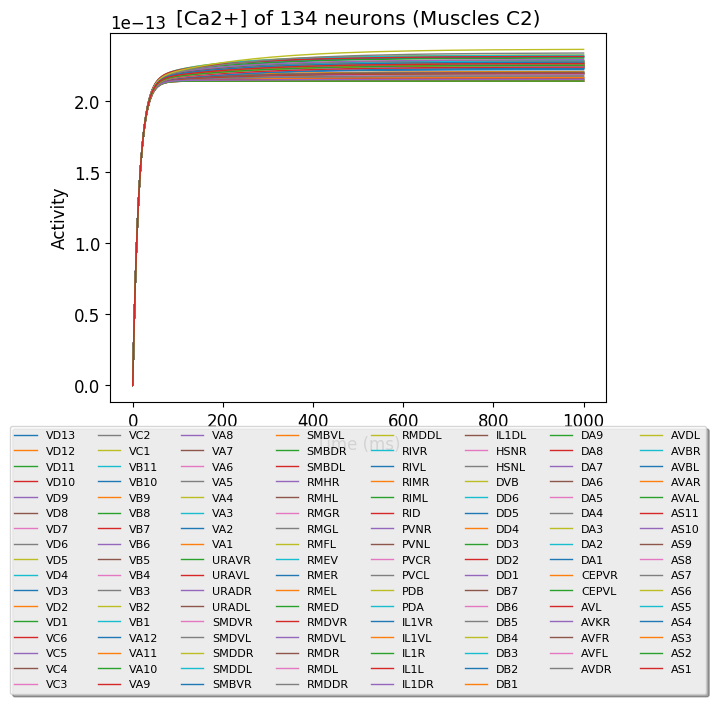 1e−13
[Ca2+] of 134 neurons (Muscles C2)
2.0
1.5
1.0
0.5
0.0
Activity
0 200 400 600 800 1000
Time (ms)
VD13 VC2 VA8 SMBVL RMDDL IL1DL DA9 AVDL
VD12 VC1 VA7 SMBDR RIVR HSNR DA8 AVBR
VD11 VB11 VA6 SMBDL RIVL HSNL DA7 AVBL
VD10 VB10 VA5 RMHR RIMR DVB DA6 AVAR
VD9 VB9 VA4 RMHL RIML DD6 DA5 AVAL
VD8 VB8 VA3 RMGR RID DD5 DA4 AS11
VD7 VB7 VA2 RMGL PVNR DD4 DA3 AS10
VD6 VB6 VA1 RMFL PVNL DD3 DA2 AS9
VD5 VB5 URAVR RMEV PVCR DD2 DA1 AS8
VD4 VB4 URAVL RMER PVCL DD1 CEPVR AS7
VD3 VB3 URADR RMEL PDB DB7 CEPVL AS6
VD2 VB2 URADL RMED PDA DB6 AVL AS5
VD1 VB1 SMDVR RMDVR IL1VR DB5 AVKR AS4
VC6 VA12 SMDVL RMDVL IL1VL DB4 AVFR AS3
VC5 VA11 SMDDR RMDR IL1R DB3 AVFL AS2
VC4 VA10 SMDDL RMDL IL1L DB2 AVDR AS1
VC3 VA9 SMBVR RMDDR IL1DR DB1